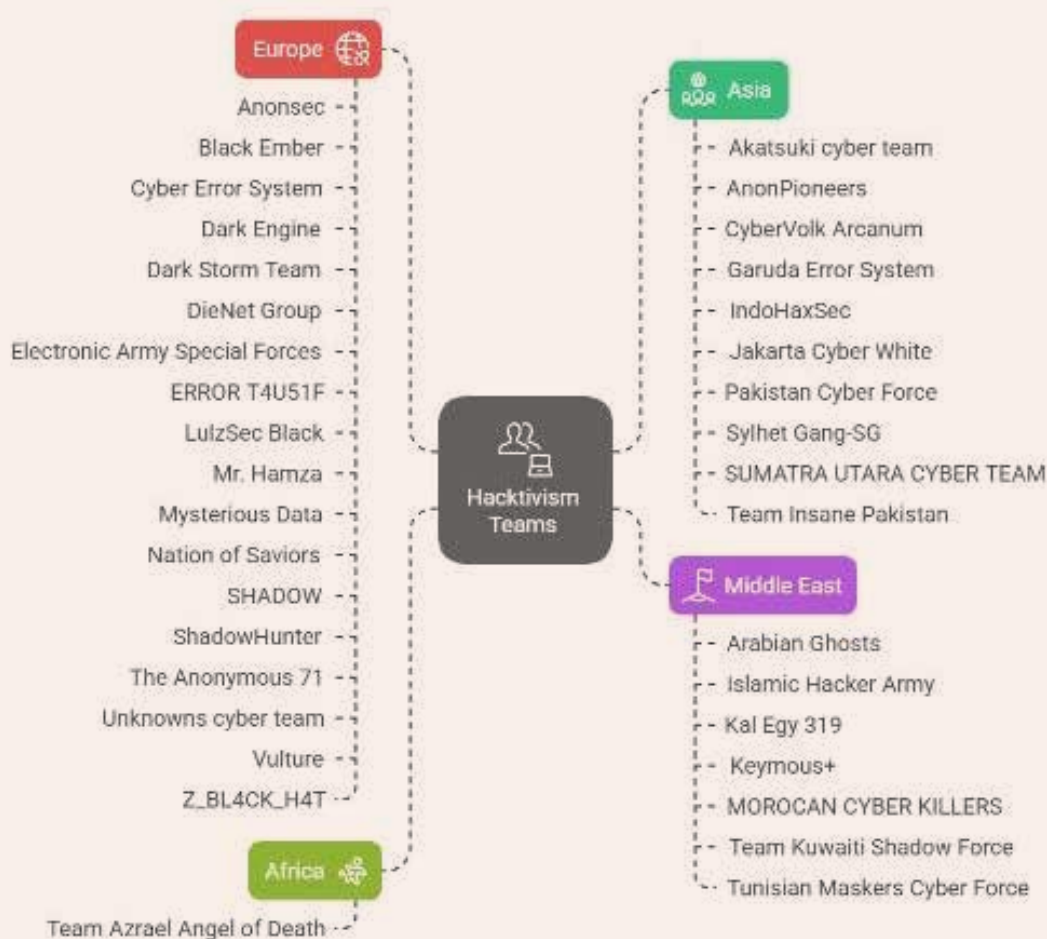 Europe
Anonsec
Black Ember
Cyber Error System
Dark Engine
Dark Storm Team
DieNet Group
Electronic Army Special Forces
ERROR T4U51F
LulzSec Black
Mr. Hamza
Mysterious Data
Nation of Saviors
SHADOW
ShadowHunter
The Anonymous 71
Unknowns cyber team
Vulture
Z_BL4CK_H4T
Africa
Team Azrael Angel of Death
Hacktivism
Teams
Asia
Akatsuki cyber team
AnonPioneers
CyberVolk Arcanum
Garuda Error System
IndoHaxSec
Jakarta Cyber White
Pakistan Cyber Force
Sylhet Gang-SG
SUMATRA UTARA CYBER TEAM
Team Insane Pakistan
Middle East
Arabian Ghosts
Islamic Hacker Army
Kal Egy 319
Keymous+
MOROCAN CYBER KILLERS
Team Kuwaiti Shadow Force
Tunisian Maskers Cyber Force